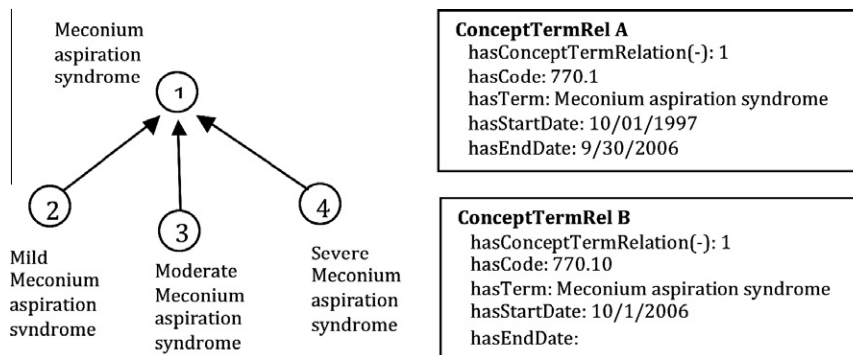 Meconium
aspiration
syndrome
1
2
3
4
Mild
Meconium
aspiration
svndrome
Moderate
Meconium
aspiration
syndrome
Severe
Meconium
aspiration
syndrome
ConceptTermRel A
hasConceptTermRelation(-): 1
hasCode: 770.1
hasTerm: Meconium aspiration syndrome
hasStartDate: 10/01/1997
hasEndDate: 9/30/2006
ConceptTermRel B
hasConceptTermRelation(-): 1
hasCode: 770.10
hasTerm: Meconium aspiration syndrome
hasStartDate: 10/1/2006
hasEndDate: